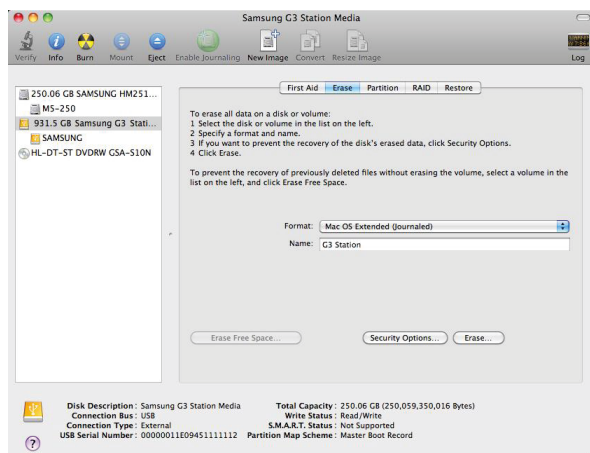 Samsung G3 Station Media
Verify Info Burn Mount Eject Enable Journaling New Image Convert Resize Image Log
250.06 GB SAMSUNG HM251...
MS-250
931.5 GB Samsung G3 Stati...
SAMSUNG
HL-DT-ST DVDRW GSA-S10N
First Aid Erase Partition RAID Restore
To erase all data on a disk or volume:
1 Select the disk or volume in the list on the left.
2 Specify a format and name.
3 If you want to prevent the recovery of the disk's erased data, click Security Options.
4 Click Erase.
To prevent the recovery of previously deleted files without erasing the volume, select a volume in the
list on the left, and click Erase Free Space.
Format: Mac OS Extended (Journaled)
Name: G3 Station
Erase Free Space... Security Options... Erase...
Disk Description : Samsung G3 Station Media Total Capacity : 250.06 GB (250,059,350,016 Bytes)
Connection Bus : USB Write Status : Read/Write
Connection Type : External S.M.A.R.T. Status : Not Supported
USB Serial Number : 00000011E09451111112 Partition Map Scheme : Master Boot Record
?